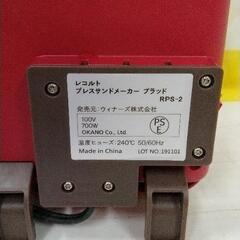 レコルト
プレスサンドメーカー プラッド
RPS-2
発売元:ウィナーズ株式会社
100V
700W
OKANO Co., Ltd.
PS
E
温度ヒューズ:240℃ 50/60Hz
Made in China
LOT NO.191101